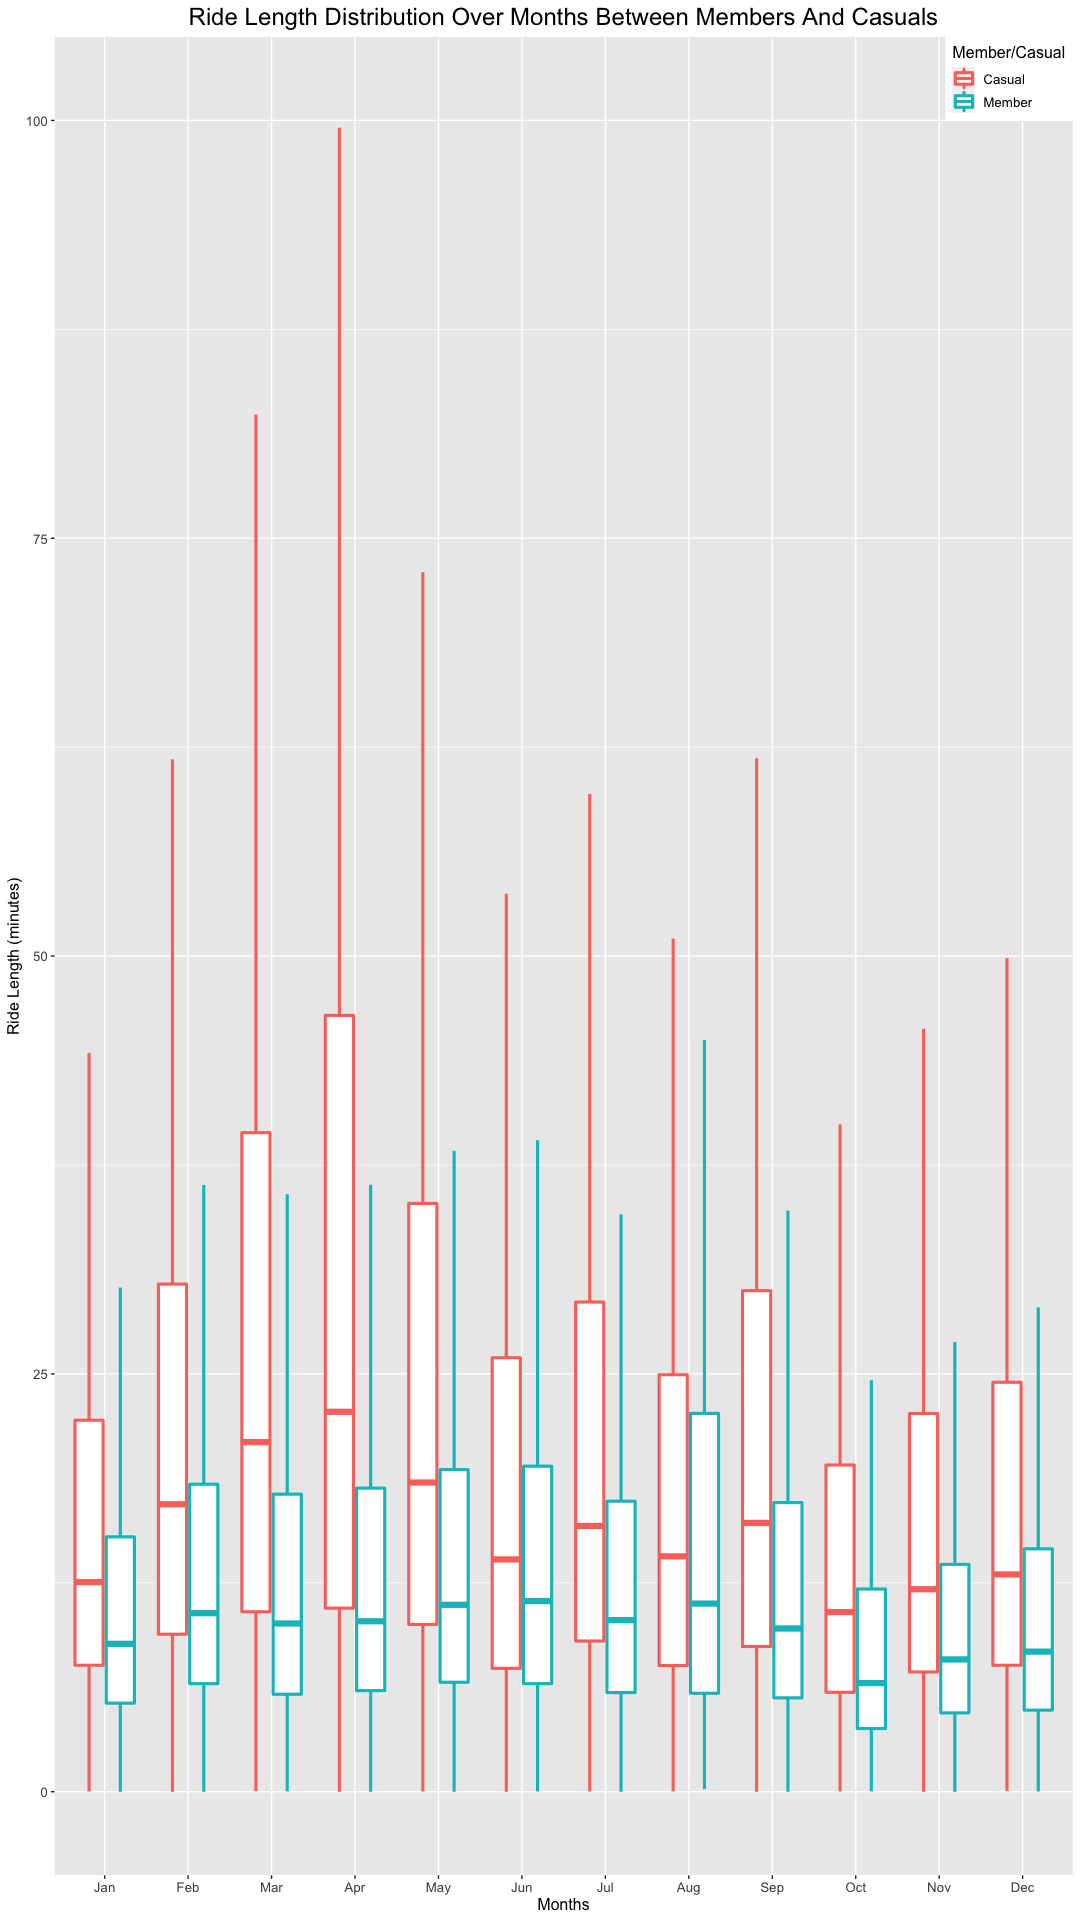 Ride Length Distribution Over Months Between Members And Casuals
Member/Casual
Casual
Member
Ride Length (minutes)
100
75
50
25
0
Jan Feb Mar Apr May Jun Jul Aug Sep Oct Nov Dec
Months